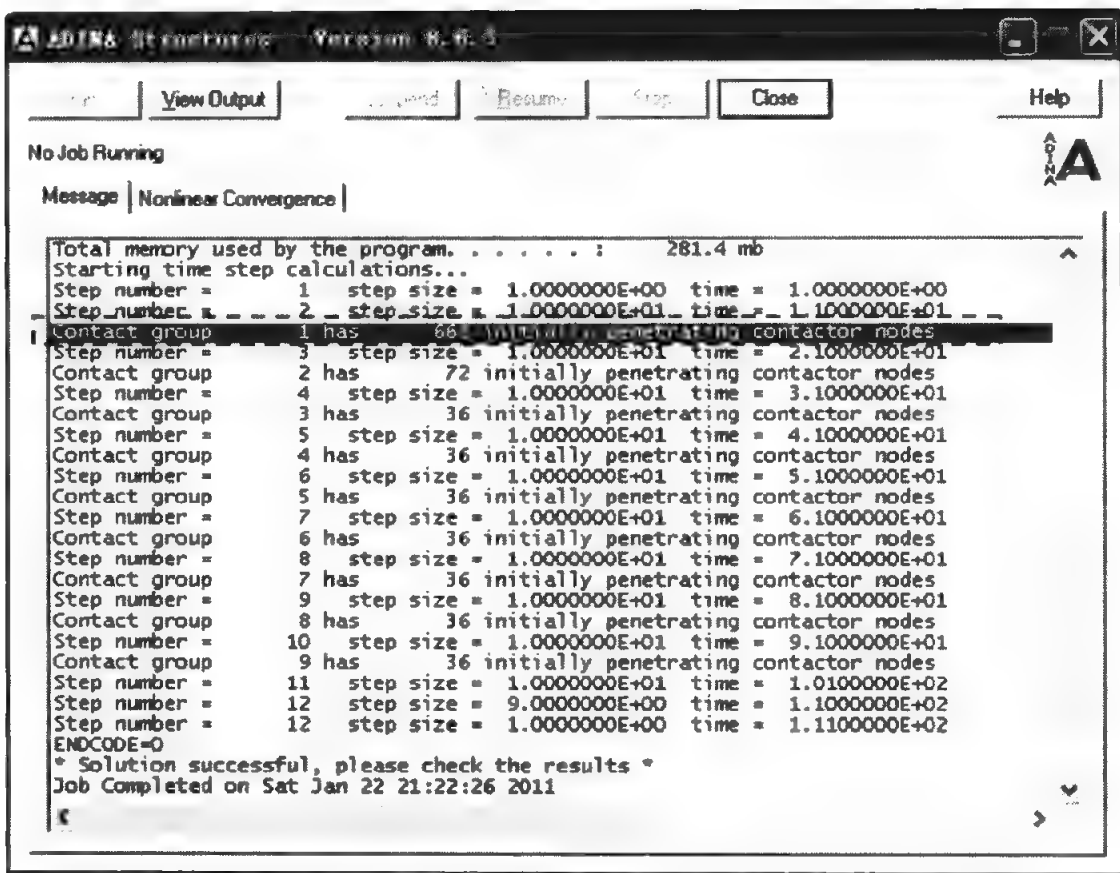 ADINA Structures Version 8.6.
View Output Resume Stop Close Help
No Job Running
ADINA A
Message Nonlinear Convergence
Total memory used by the program. . . . . . : 281.4 mb
Starting time step calculations...
Step number = 1 step size = 1.0000000E+00 time = 1.0000000E+00
Step number = 2 step size = 1.0000000E+01 time = 1.1000000E+01
Contact group 1 has initially penetrating contactor nodes
Step number = 3 step size = 1.0000000E+01 time = 2.1000000E+01
Contact group 2 has 72 initially penetrating contactor nodes
Step number = 4 step size = 1.0000000E+01 time = 3.1000000E+01
Contact group 3 has 36 initially penetrating contactor nodes
Step number = 5 step size = 1.0000000E+01 time = 4.1000000E+01
Contact group 4 has 36 initially penetrating contactor nodes
Step number = 6 step size = 1.0000000E+01 time = 5.1000000E+01
Contact group 5 has 36 initially penetrating contactor nodes
Step number = 7 step size = 1.0000000E+01 time = 6.1000000E+01
Contact group 6 has 36 initially penetrating contactor nodes
Step number = 8 step size = 1.0000000E+01 time = 7.1000000E+01
Contact group 7 has 36 initially penetrating contactor nodes
Step number = 9 step size = 1.0000000E+01 time = 8.1000000E+01
Contact group 8 has 36 initially penetrating contactor nodes
Step number = 10 step size = 1.0000000E+01 time = 9.1000000E+01
Contact group 9 has 36 initially penetrating contactor nodes
Step number = 11 step size = 1.0000000E+01 time = 1.0100000E+02
Step number = 12 step size = 9.0000000E+00 time = 1.1000000E+02
Step number = 12 step size = 1.0000000E+00 time = 1.1100000E+02
ENDCODE=0
* Solution successful, please check the results *
Job Completed on Sat Jan 22 21:22:26 2011